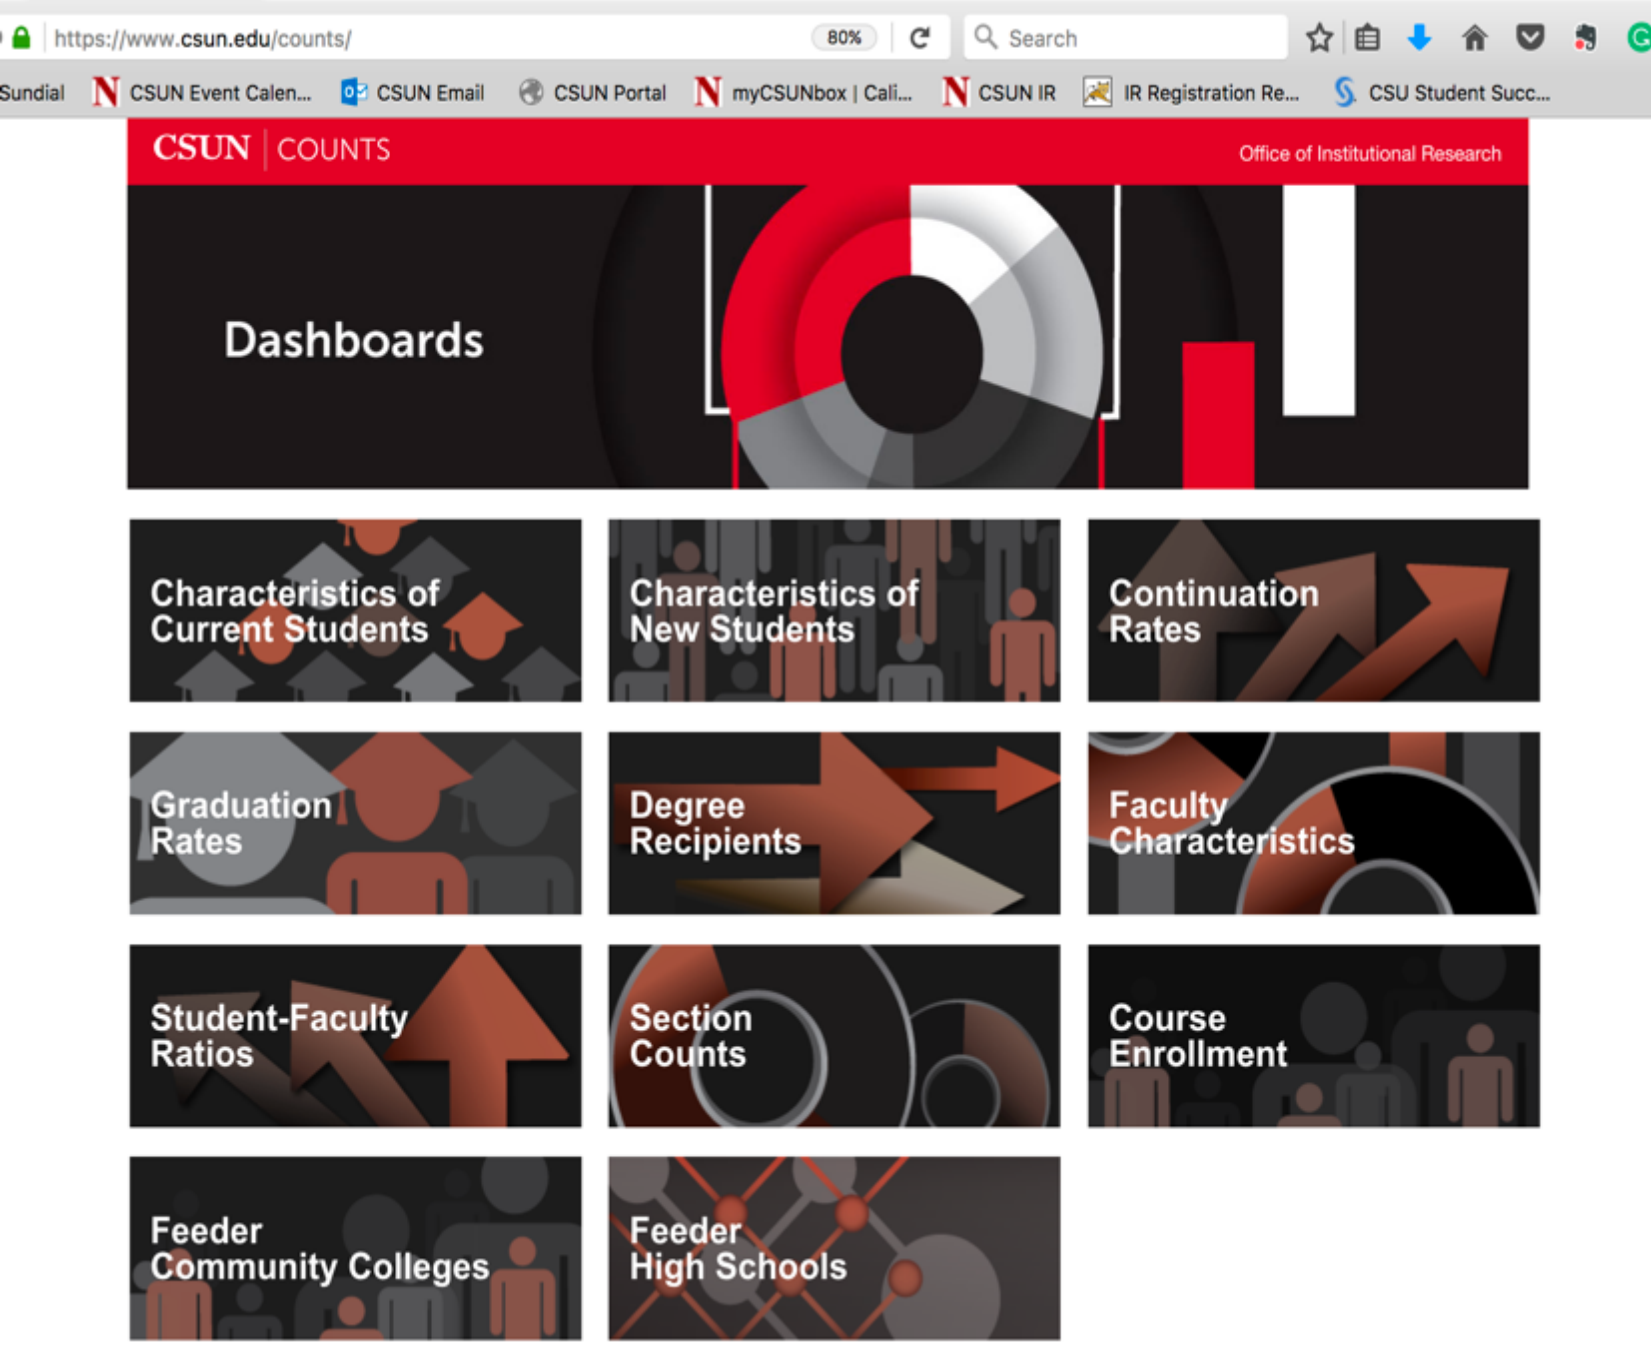 https://www.csun.edu/counts/ 80% Search
Sundial CSUN Event Calen... CSUN Email CSUN Portal myCSUNbox | Cali... CSUN IR IR Registration Re... CSU Student Succ...
CSUN | COUNTS Office of Institutional Research
Dashboards
Characteristics of
Current Students
Characteristics of
New Students
Continuation
Rates
Graduation
Rates
Degree
Recipients
Faculty
Characteristics
Student-Faculty
Ratios
Section
Counts
Course
Enrollment
Feeder
Community Colleges
Feeder
High Schools